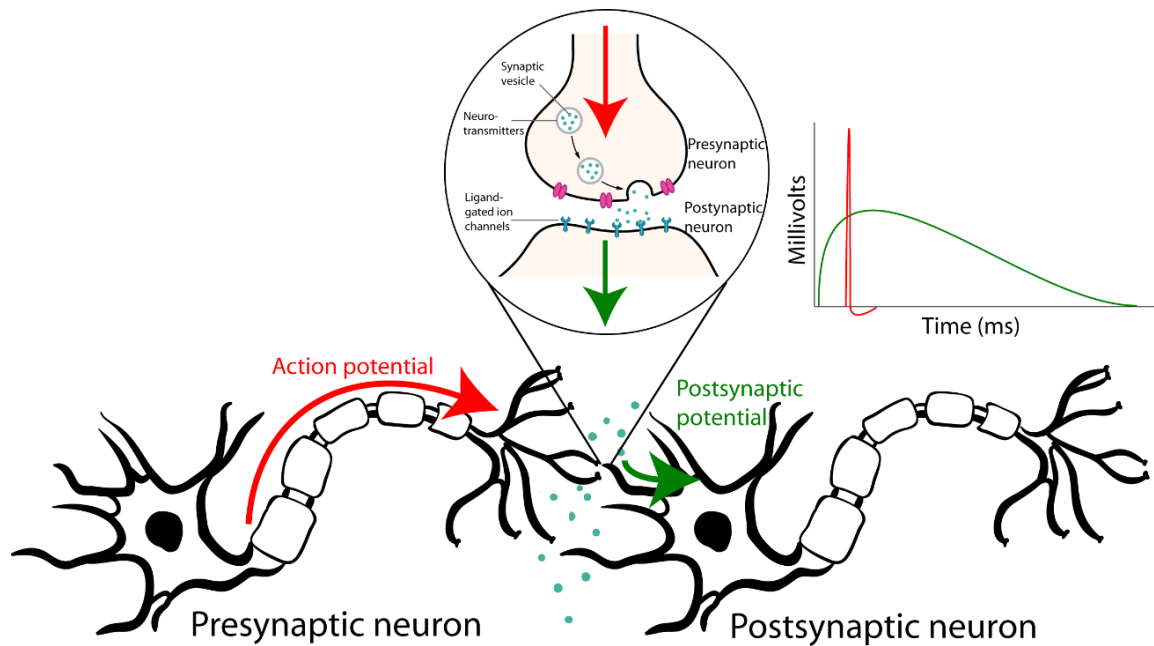 Synaptic
vesicle
Neuro-
transmitters
Presynaptic
neuron
Ligand-
gated ion
channels
Postynaptic
neuron
Millivolts
Time (ms)
Action potential
Postsynaptic
potential
Presynaptic neuron
Postsynaptic neuron